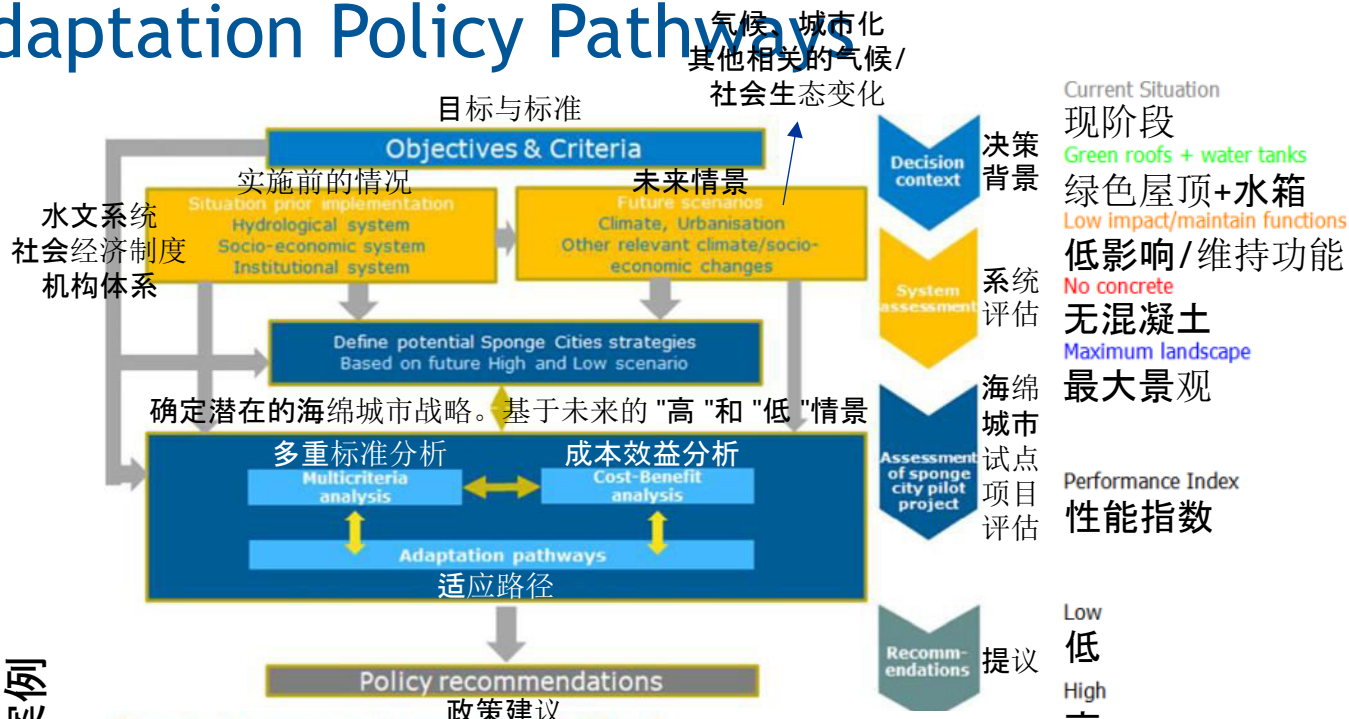 daptation Policy Pathways
气候、城市化
其他相关的气候/
社会生态变化
目标与标准
Objectives & Criteria
实施前的情况
Situation prior implementation
Hydrological system
Socio-economic system
Institutional system
水文系统
社会经济制度
机构体系
未来情景
Future scenarios
Climate, Urbanisation
Other relevant climate/socio-
economic changes
Define potential Sponge Cities strategies
Based on future High and Low scenario
确定潜在的海绵城市战略。基于未来的 "高 "和 "低 "情景
多重标准分析
Multicriteria
analysis
成本效益分析
Cost-Benefit
analysis
Adaptation pathways
适应路径
Policy recommendations
政策建议
Decision
context
决策
背景
System
assessment
系统
评估
Assessment
of sponge
city pilot
project
海绵
城市
试点
项目
评估
Recomm-
endations
提议
Current Situation
现阶段
Green roofs + water tanks
绿色屋顶+水箱
Low impact/maintain functions
低影响/维持功能
No concrete
无混凝土
Maximum landscape
最大景观
Performance Index
性能指数
Low
低
High
例